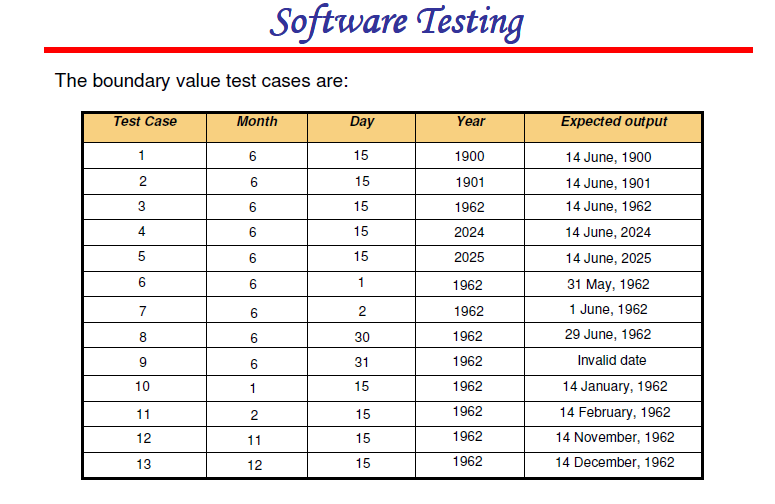 Software Testing
The boundary value test cases are:
Test Case Month Day Year Expected output
1 6 15 1900 14 June, 1900
2 6 15 1901 14 June, 1901
3 6 15 1962 14 June, 1962
4 6 15 2024 14 June, 2024
5 6 15 2025 14 June, 2025
6 6 1 1962 31 May, 1962
7 6 2 1962 1 June, 1962
8 6 30 1962 29 June, 1962
9 6 31 1962 Invalid date
10 1 15 1962 14 January, 1962
11 2 15 1962 14 February, 1962
12 11 15 1962 14 November, 1962
13 12 15 1962 14 December, 1962